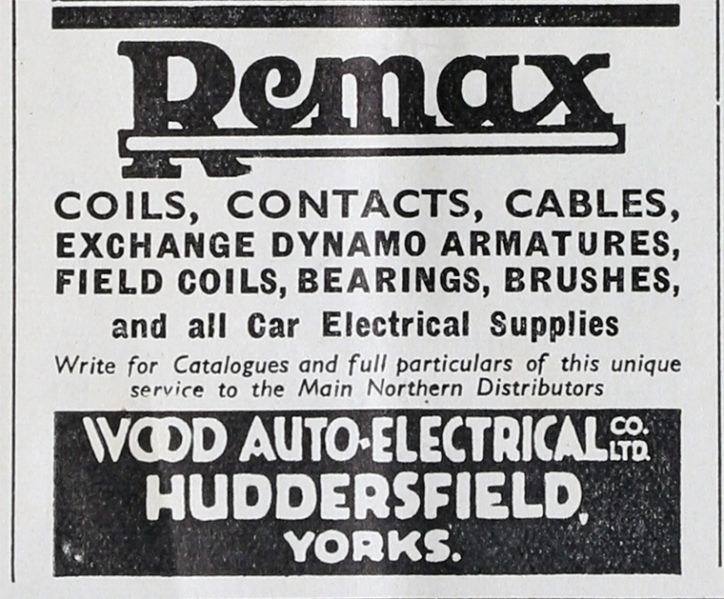 Remax
COILS, CONTACTS, CABLES,
EXCHANGE DYNAMO ARMATURES,
FIELD COILS, BEARINGS, BRUSHES,
and all Car Electrical Supplies
Write for Catalogues and full particulars of this unique
service to the Main Northern Distributors
WOOD AUTO-ELECTRICAL CO. LTD.
HUDDERSFIELD,
YORKS.